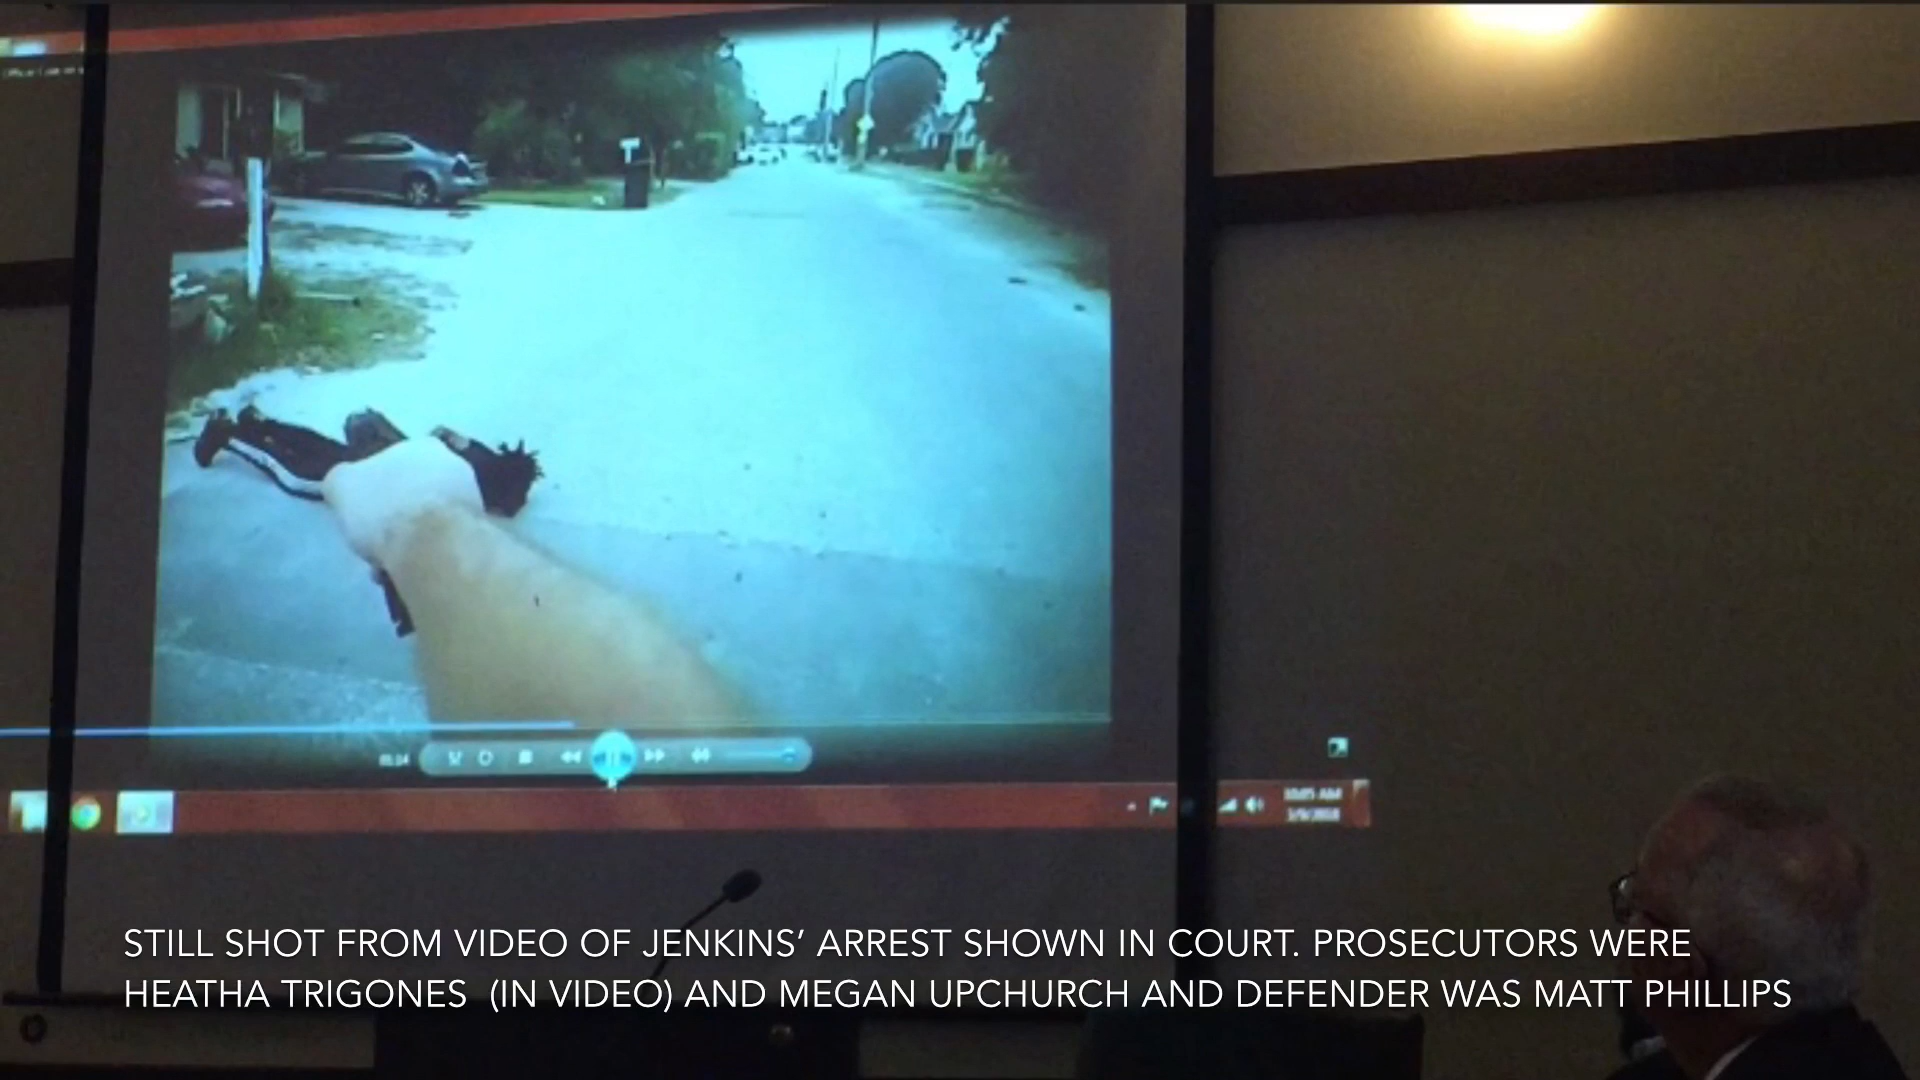 STILL SHOT FROM VIDEO OF JENKINS’ ARREST SHOWN IN COURT. PROSECUTORS WERE
HEATHA TRIGONES (IN VIDEO) AND MEGAN UPCHURCH AND DEFENDER WAS MATT PHILLIPS